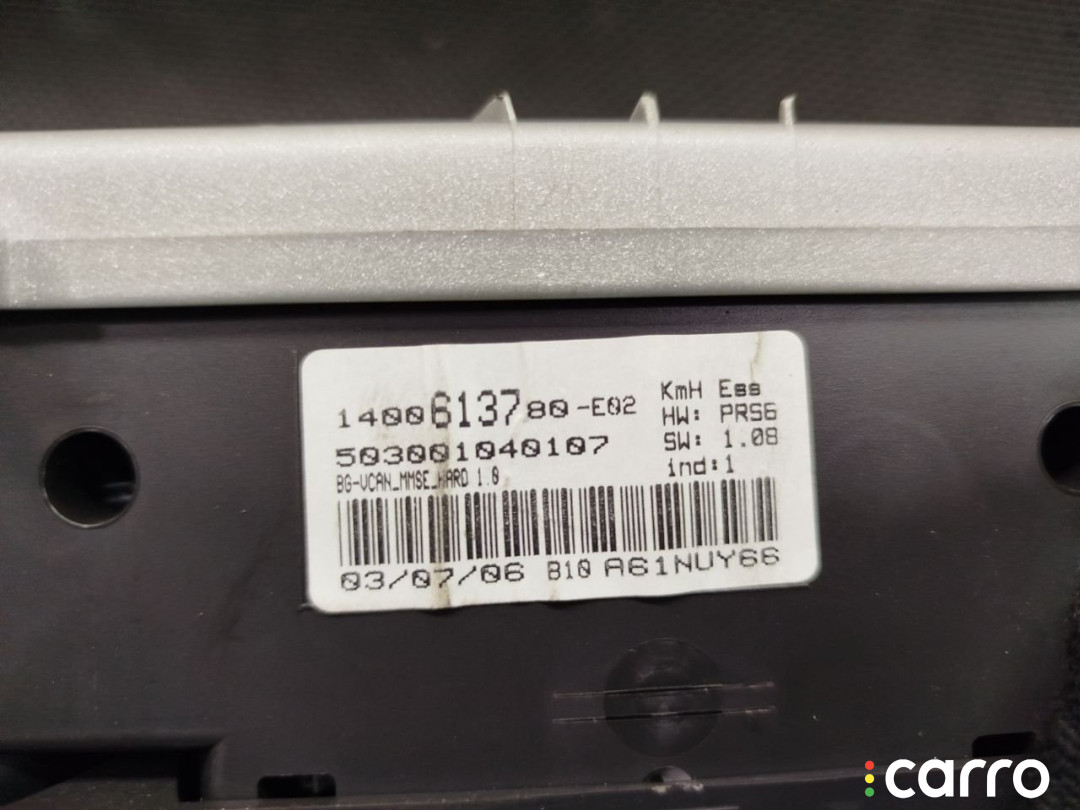 1400613780-E02
503001040107
BG-VCAN_MMSE_HARD 1.0
KmH Ess
HW: PRS6
SW: 1.08
ind:1
03/07/06 B10 A61NUY66
carro